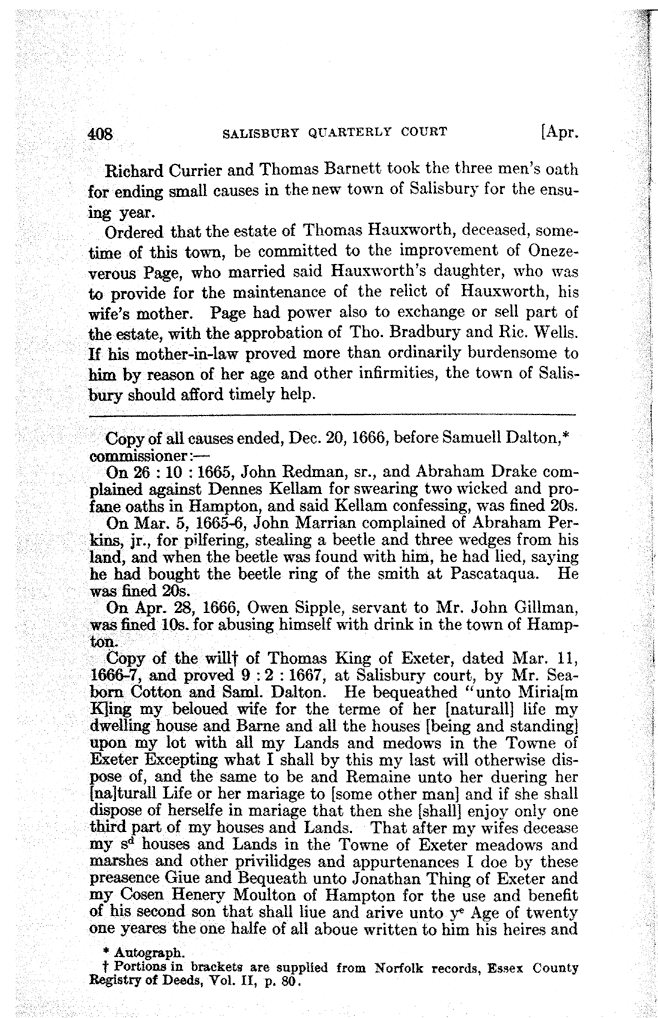 408 SALISBURY QUARTERLY COURT [Apr.
Richard Currier and Thomas Barnett took the three men's oath
for ending small causes in the new town of Salisbury for the ensu-
ing year.
Ordered that the estate of Thomas Hauxworth, deceased, some-
time of this town, be committed to the improvement of Oneze-
verous Page, who married said Hauxworth's daughter, who was
to provide for the maintenance of the relict of Hauxworth, his
wife's mother. Page had power also to exchange or sell part of
the estate, with the approbation of Tho. Bradbury and Ric. Wells.
If his mother-in-law proved more than ordinarily burdensome to
him by reason of her age and other infirmities, the town of Salis-
bury should afford timely help.
Copy of all causes ended, Dec. 20, 1666, before Samuell Dalton,*
commissioner:—
On 26 : 10 : 1665, John Redman, sr., and Abraham Drake com-
plained against Dennes Kellam for swearing two wicked and pro-
fane oaths in Hampton, and said Kellam confessing, was fined 20s.
On Mar. 5, 1665-6, John Marrian complained of Abraham Per-
kins, jr., for pilfering, stealing a beetle and three wedges from his
land, and when the beetle was found with him, he had lied, saying
he had bought the beetle ring of the smith at Pascataqua. He
was fined 20s.
On Apr. 28, 1666, Owen Sipple, servant to Mr. John Gillman,
was fined 10s. for abusing himself with drink in the town of Hamp-
ton.
Copy of the will† of Thomas King of Exeter, dated Mar. 11,
1666-7, and proved 9 : 2 : 1667, at Salisbury court, by Mr. Sea-
born Cotton and Saml. Dalton. He bequeathed "unto Miria[m
K]ing my beloued wife for the terme of her [naturall] life my
dwelling house and Barne and all the houses [being and standing]
upon my lot with all my Lands and medows in the Towne of
Exeter Excepting what I shall by this my last will otherwise dis-
pose of, and the same to be and Remaine unto her duering her
[na]turall Life or her mariage to [some other man] and if she shall
dispose of herselfe in mariage that then she [shall] enjoy only one
third part of my houses and Lands. That after my wifes decease
my sᵈ houses and Lands in the Towne of Exeter meadows and
marshes and other privilidges and appurtenances I doe by these
preasence Giue and Bequeath unto Jonathan Thing of Exeter and
my Cosen Henery Moulton of Hampton for the use and benefit
of his second son that shall liue and arive unto yᵉ Age of twenty
one yeares the one halfe of all aboue written to him his heires and
* Autograph.
† Portions in brackets are supplied from Norfolk records, Essex County
Registry of Deeds, Vol. II, p. 80.